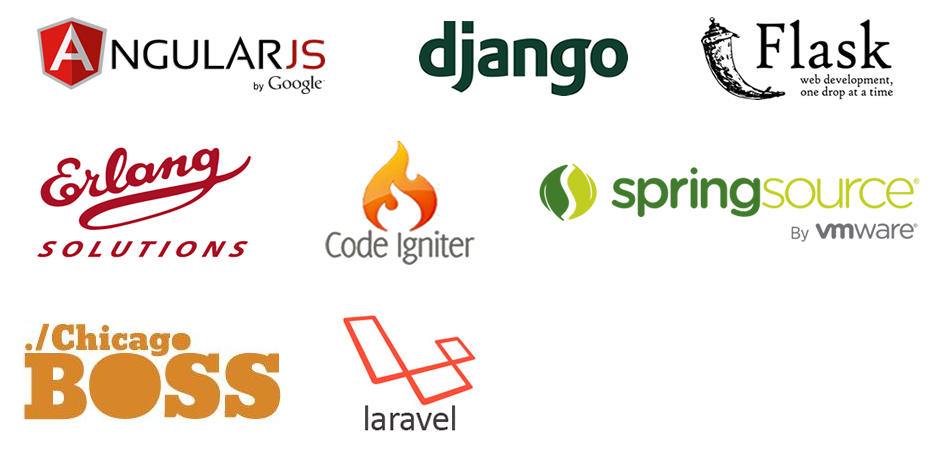 ANGULARJS
by Google
django
Flask
web development,
one drop at a time
Erlang
SOLUTIONS
Code Igniter
springsource®
By vmware®
./Chicago
BOSS
laravel